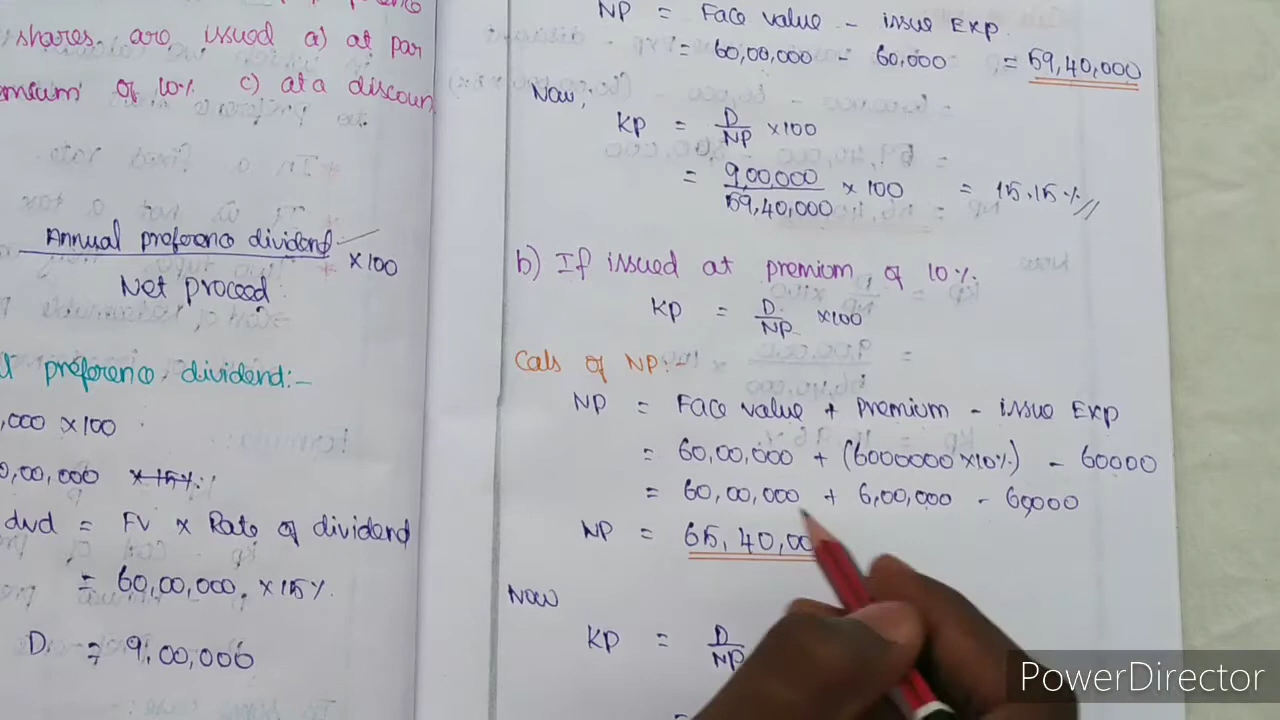 shares are issued a) at par
of 10% c) at a discoun
Annual preference dividend
× 100
Net proceed
preference dividend:-
,000 × 100
0,00,000 × 15%
dvd = FV × Rate of dividend
= 60,00,000 × 15%.
D = 9,00,000
NP = Face value - issue Exp.
= 60,00,000 - 60,000 = 59,40,000
Now,
KP = D/NP × 100
= 9,00,000/59,40,000 × 100 = 15.15%
b) If issued at premium of 10%.
KP = D/NP × 100
Cals of NP:-
NP = Face value + premium - issue Exp
= 60,00,000 + (6000000 × 10%) - 60000
= 60,00,000 + 6,00,000 - 60,000
NP = 65,40,00
Now
KP = D/NP
PowerDirector